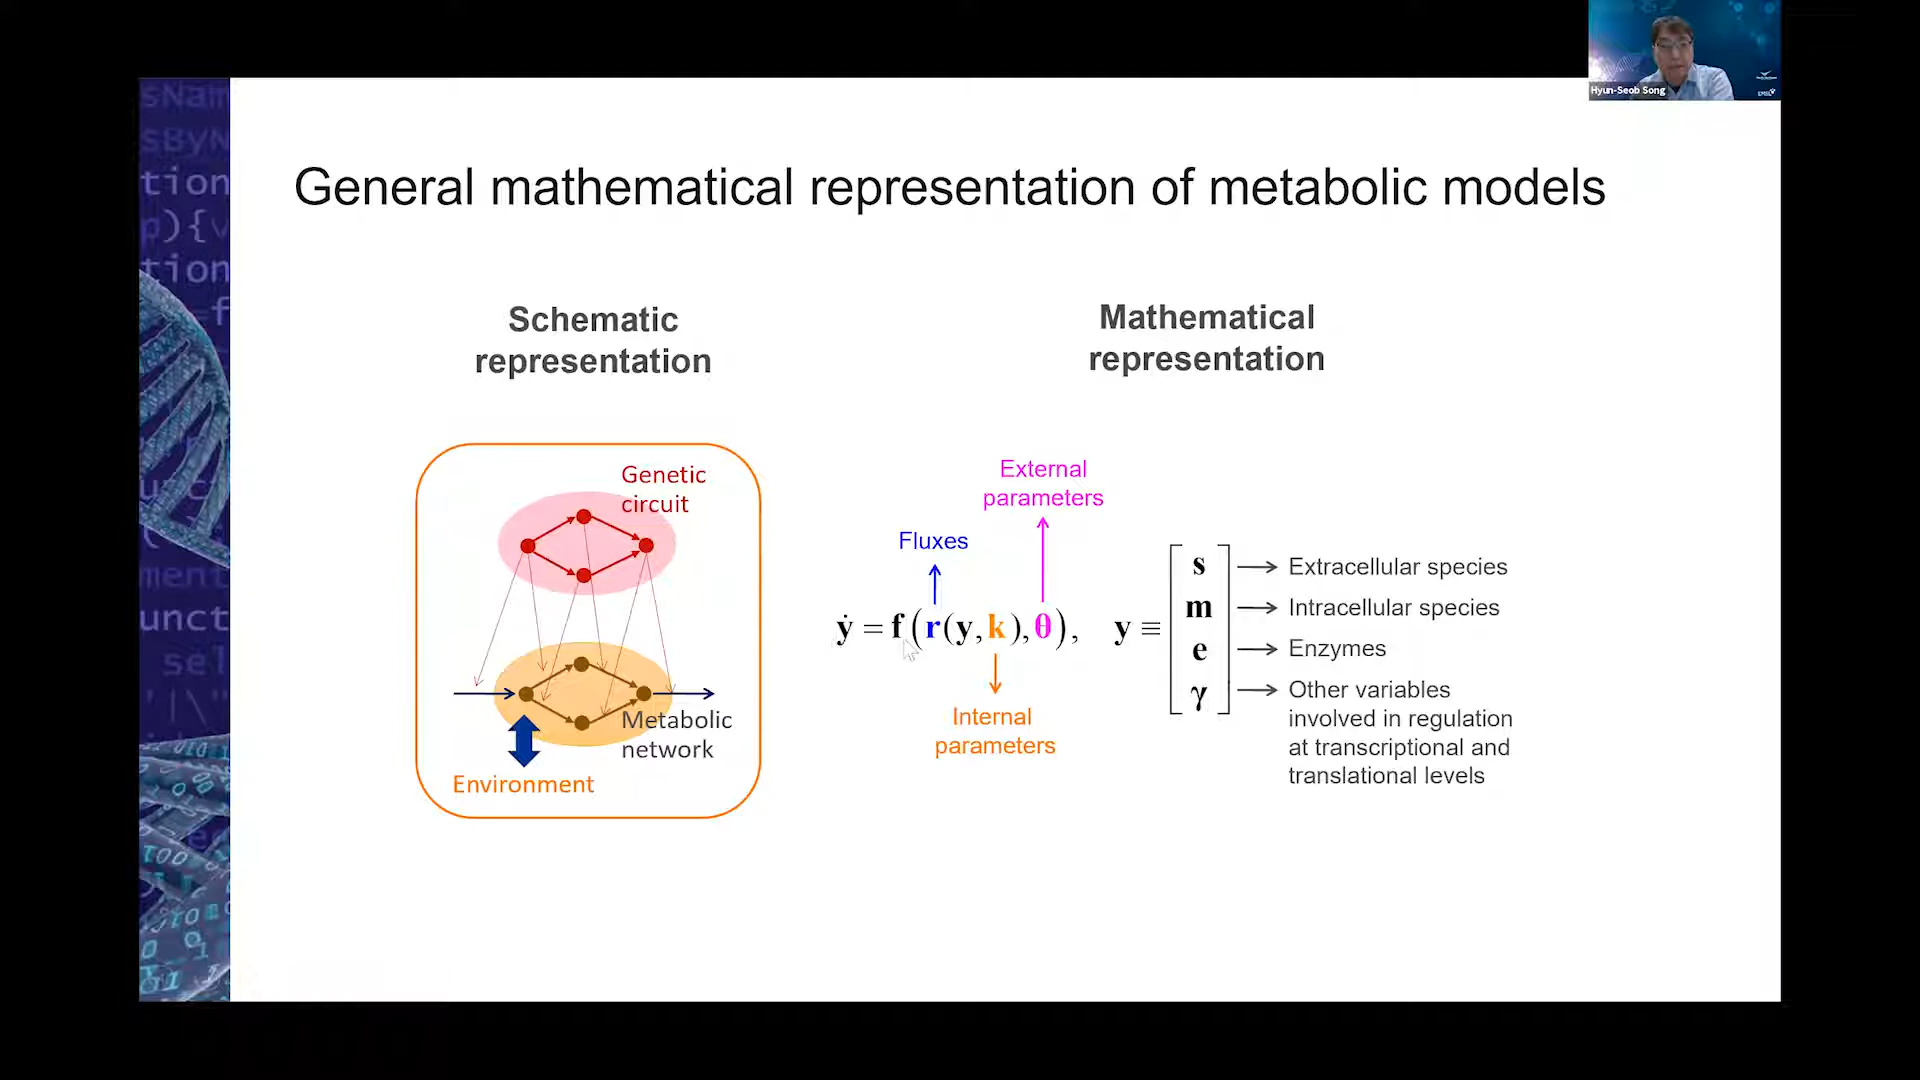 Hyun-Seob Song
General mathematical representation of metabolic models
Schematic
representation
Mathematical
representation
Genetic
circuit
Metabolic
network
Environment
External
parameters
Fluxes
ẏ = f(r(y,k),θ), y ≡ [s m e γ]
Internal
parameters
Extracellular species
Intracellular species
Enzymes
Other variables
involved in regulation
at transcriptional and
translational levels